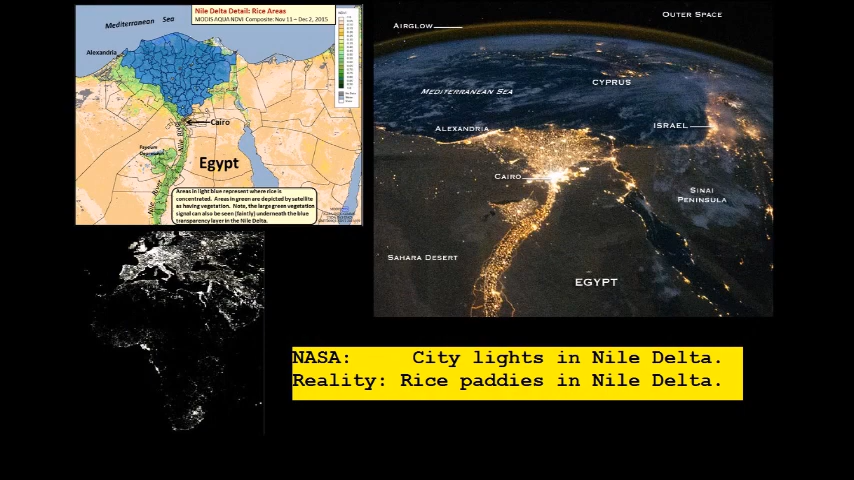 Nile Delta Detail: Rice Areas
MODIS AQUA NDVI Composite: Nov 11 – Dec 2, 2015
Mediterranean Sea
Alexandria
Cairo
Nile River
Fayoum
Depression
Egypt
Areas in light blue represent where rice is
concentrated. Areas in green are depicted by satellite
as having vegetation. Note, the large green vegetation
signal can also be seen (faintly) underneath the blue
transparency layer in the Nile Delta.
OUTER SPACE
AIRGLOW
CYPRUS
MEDITERRANEAN SEA
ISRAEL
ALEXANDRIA
CAIRO
SINAI
PENINSULA
SAHARA DESERT
EGYPT
NASA: City lights in Nile Delta.
Reality: Rice paddies in Nile Delta.